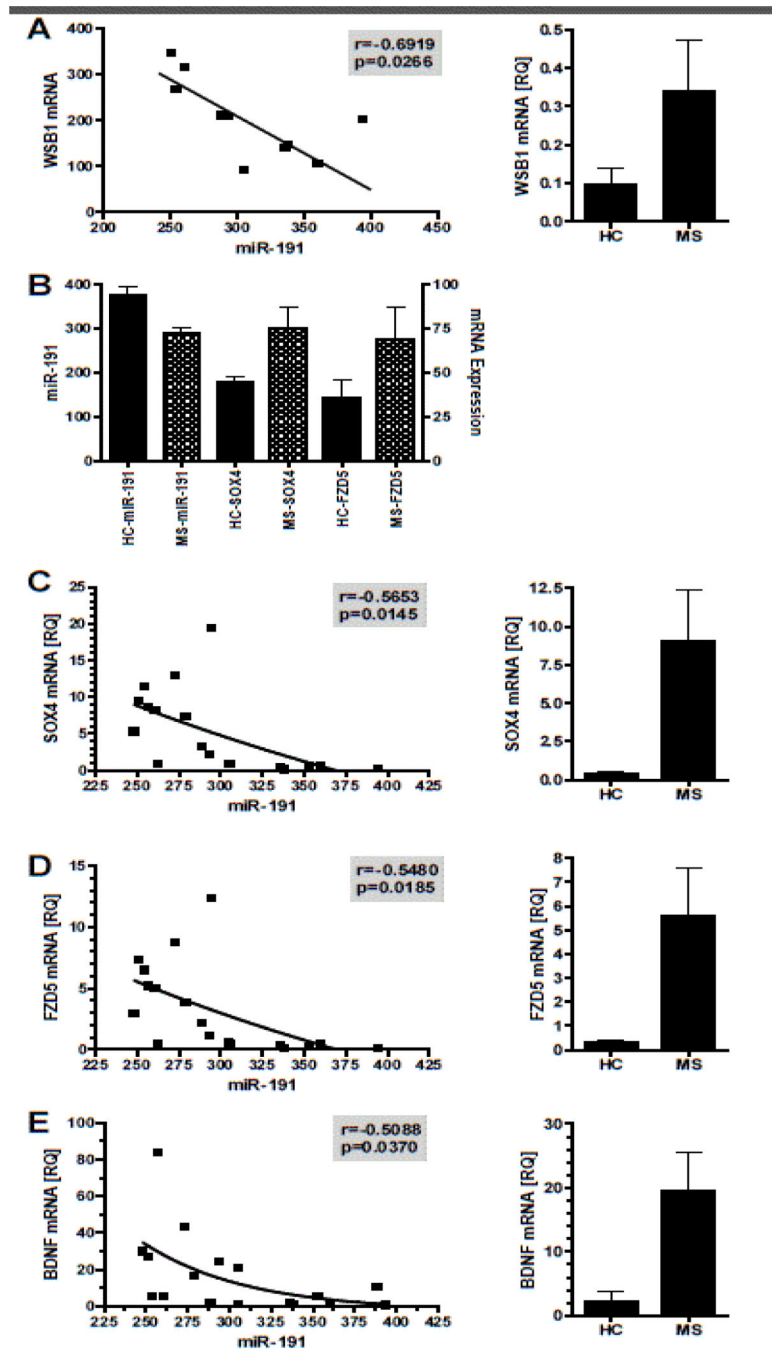 A
r=-0.6919
p=0.0266
WSB1 mRNA
400
300
200
100
0
200 250 300 350 400 450
miR-191
WSB1 mRNA [RQ]
0.5
0.4
0.3
0.2
0.1
0.0
HC MS
B
miR-191
400
300
200
100
0
100
75
50
25
0
mRNA Expression
HC-miR-191
MS-miR-191
HC-SOX4
MS-SOX4
HC-FZD5
MS-FZD5
C
r=-0.5653
p=0.0145
SOX4 mRNA [RQ]
25
20
15
10
5
0
225 250 275 300 325 350 375 400 425
miR-191
SOX4 mRNA [RQ]
12.5
10.0
7.5
5.0
2.5
0.0
HC MS
D
r=-0.5480
p=0.0185
FZD5 mRNA [RQ]
15
10
5
0
225 250 275 300 325 350 375 400 425
miR-191
FZD5 mRNA [RQ]
8
7
6
5
4
3
2
1
0
HC MS
E
r=-0.5088
p=0.0370
BDNF mRNA [RQ]
100
80
60
40
20
0
225 250 275 300 325 350 375 400 425
miR-191
BDNF mRNA [RQ]
30
20
10
0
HC MS